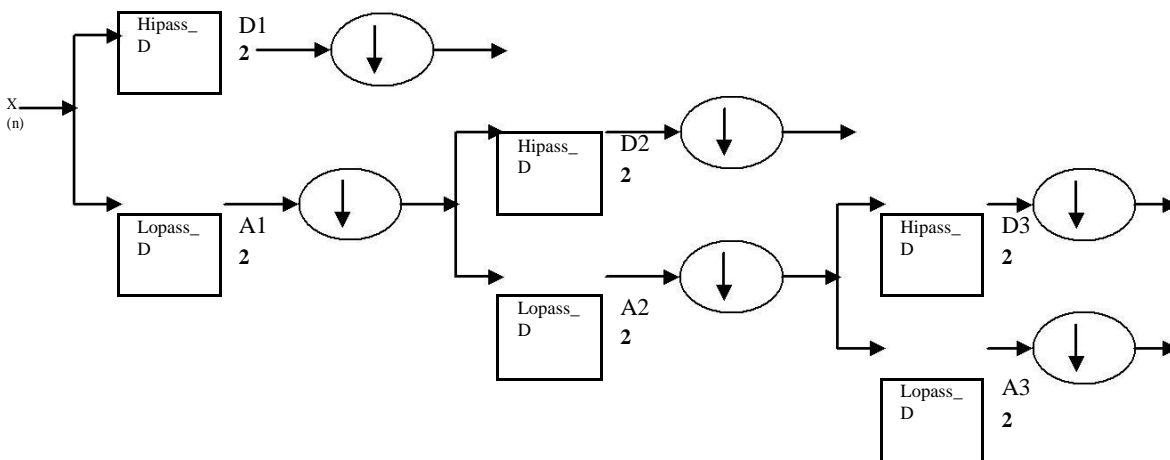 Hipass_
D
D1
2
X
(n)
Hipass_
D
D2
2
Lopass_
D
A1
2
Hipass_
D
D3
2
Lopass_
D
A2
2
Lopass_
D
A3
2